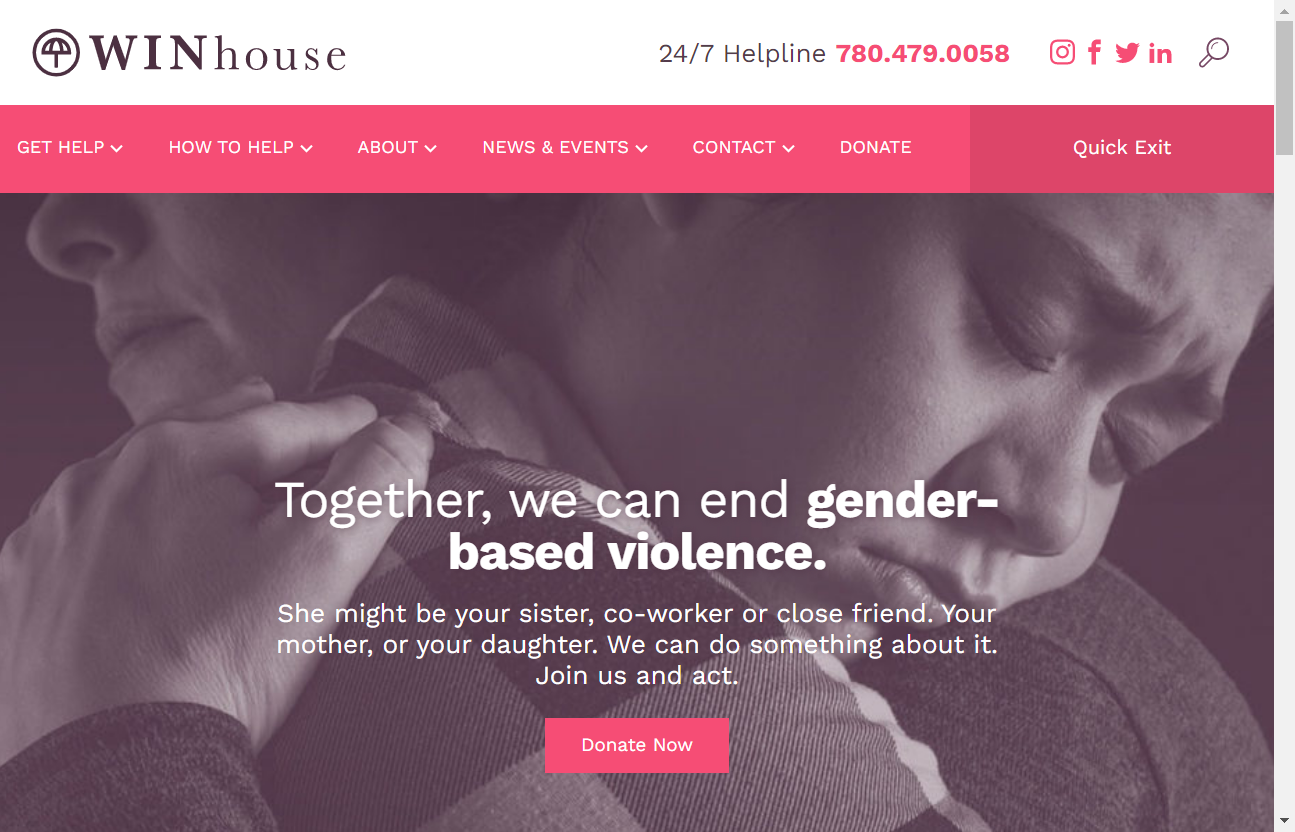 WINhouse
24/7 Helpline 780.479.0058
GET HELP HOW TO HELP ABOUT NEWS & EVENTS CONTACT DONATE Quick Exit
Together, we can end gender-
based violence.
She might be your sister, co-worker or close friend. Your
mother, or your daughter. We can do something about it.
Join us and act.
Donate Now